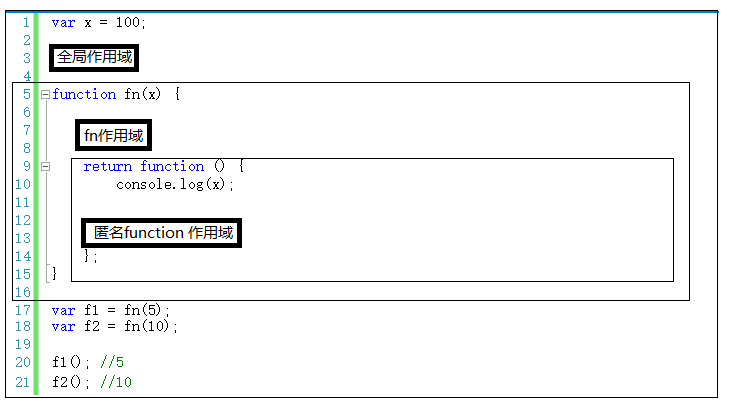 1 var x = 100;
2
3 全局作用域
4
5 function fn(x) {
6
7 fn作用域
8
9 return function () {
10 console.log(x);
11
12
13 匿名function 作用域
14 };
15 }
16
17 var f1 = fn(5);
18 var f2 = fn(10);
19
20 f1(); //5
21 f2(); //10